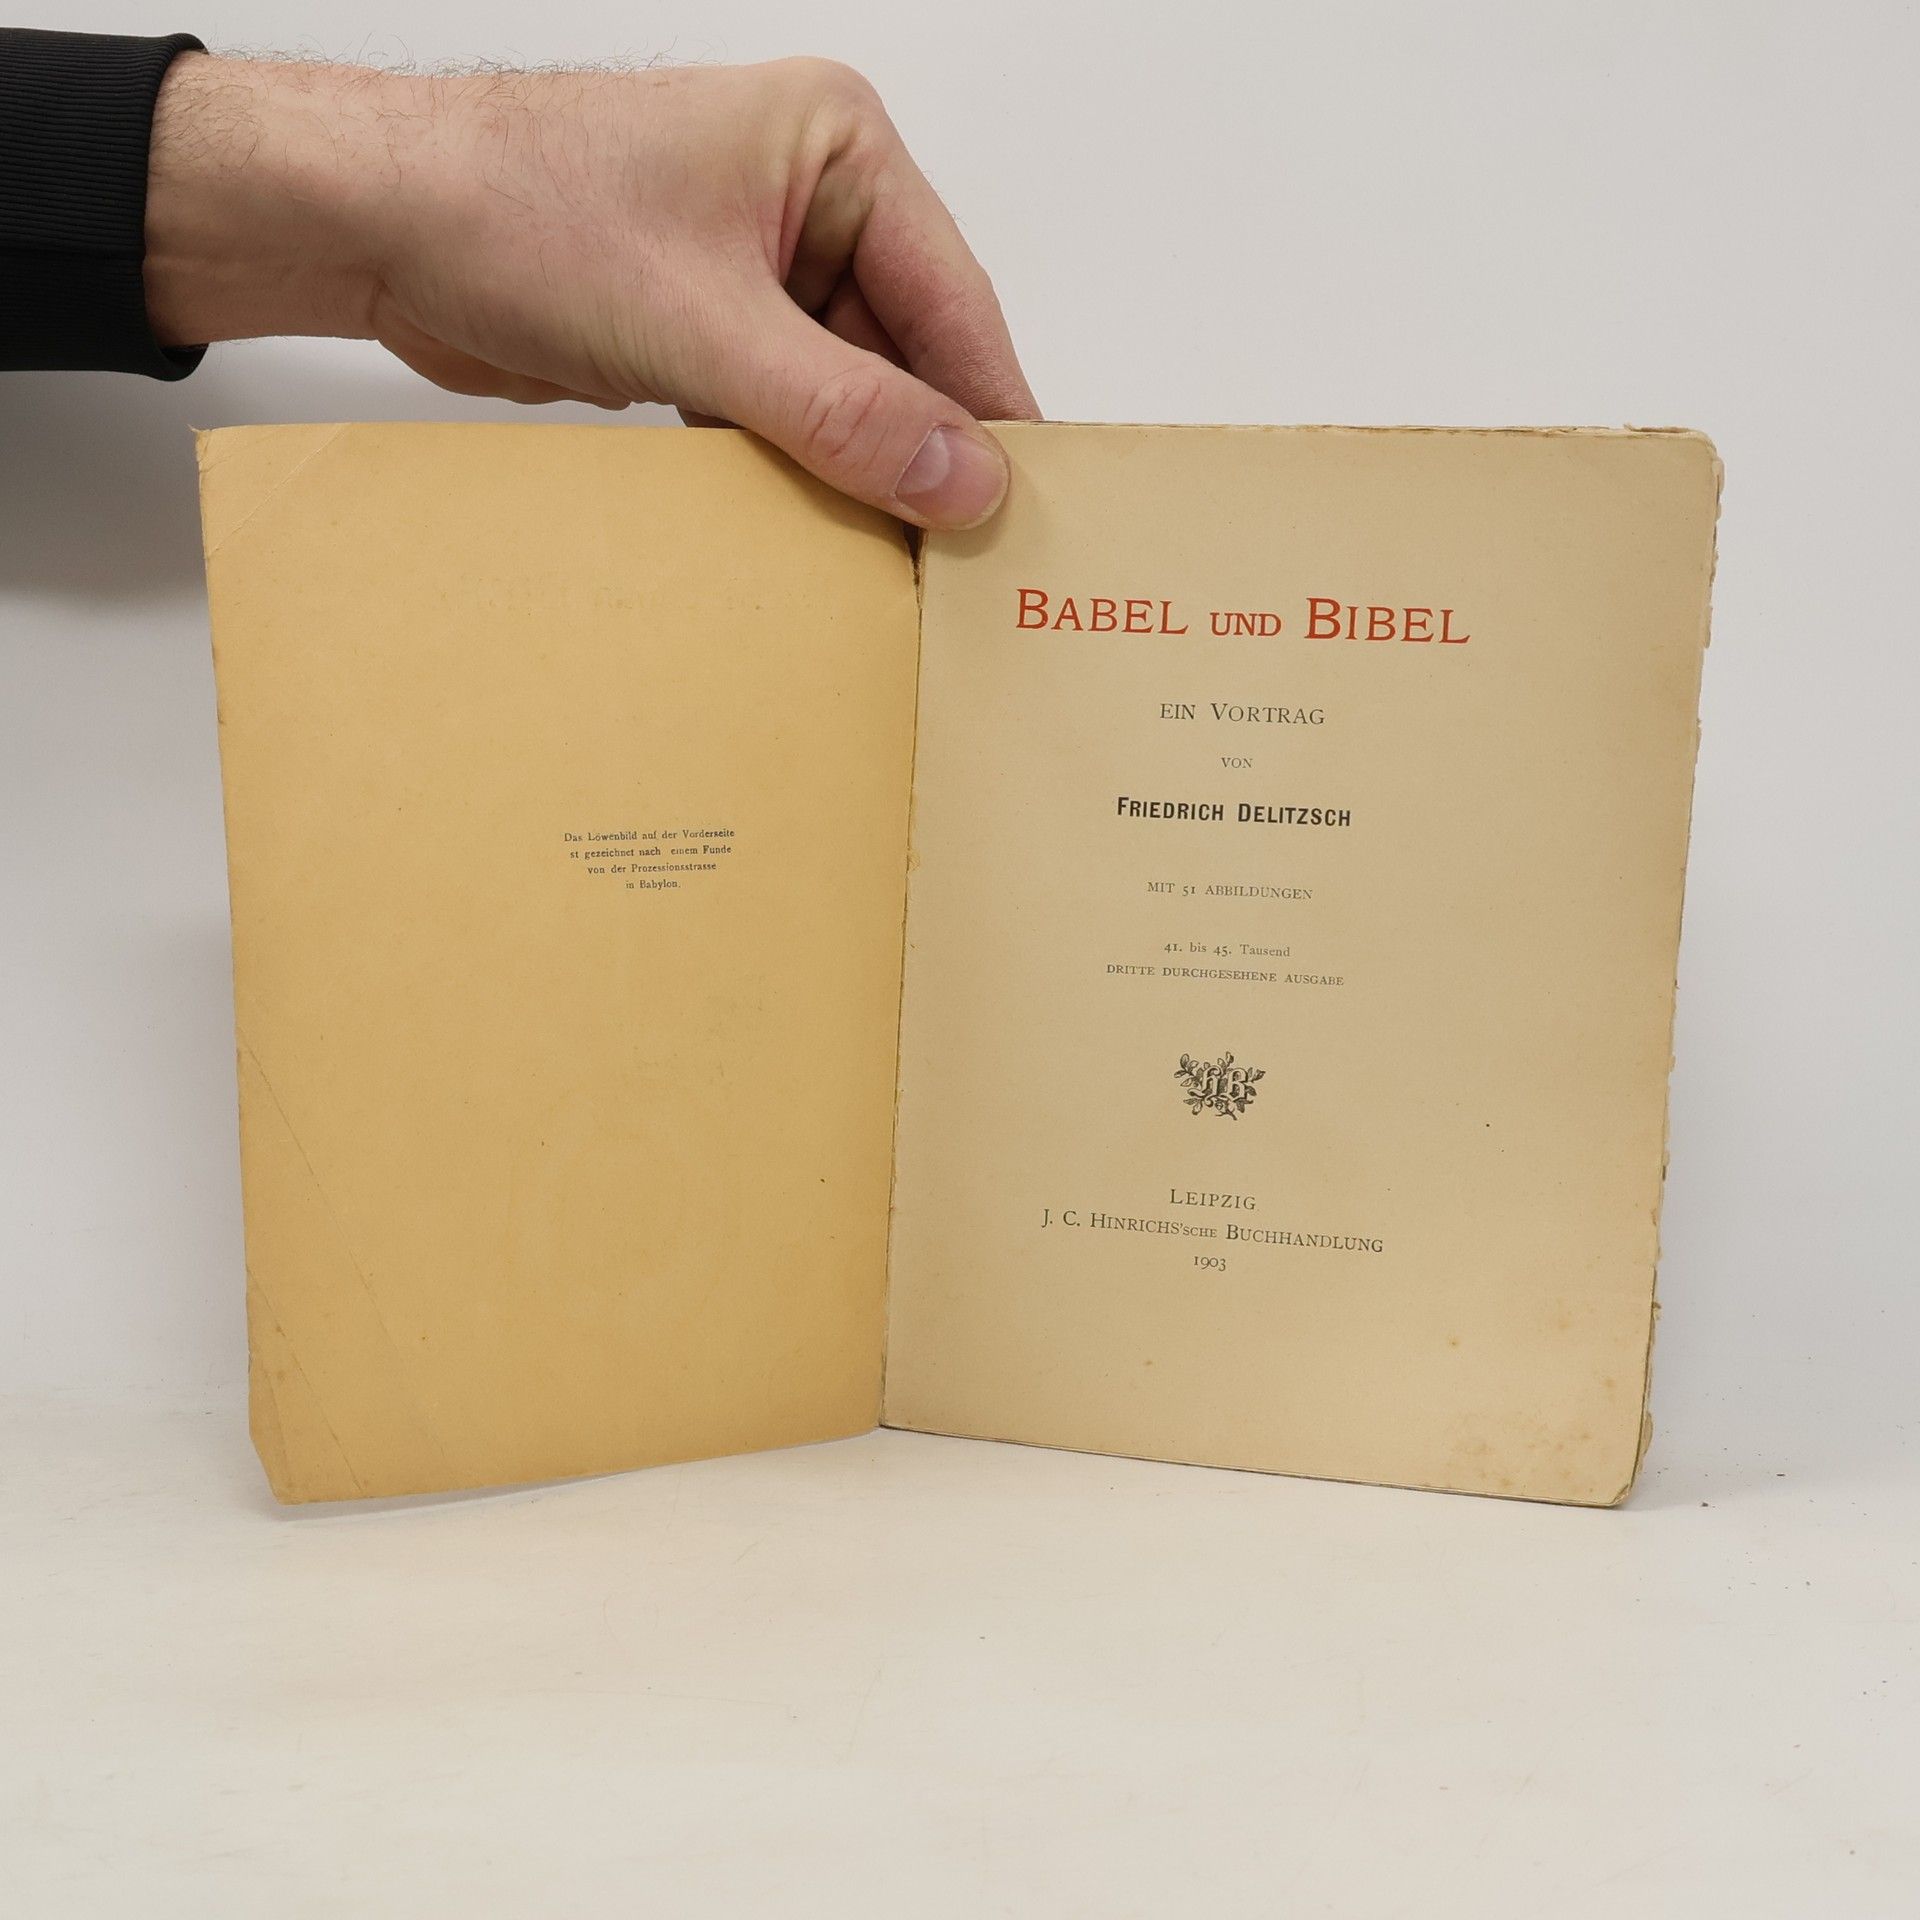 Das Löwenbild auf der Vorderseite
st gezeichnet nach einem Funde
von der Prozessionsstrasse
in Babylon.
BABEL UND BIBEL
EIN VORTRAG
VON
FRIEDRICH DELITZSCH
MIT 51 ABBILDUNGEN
41. bis 45. Tausend
DRITTE DURCHGESEHENE AUSGABE
LEIPZIG
J. C. HINRICHS'SCHE BUCHHANDLUNG
1903